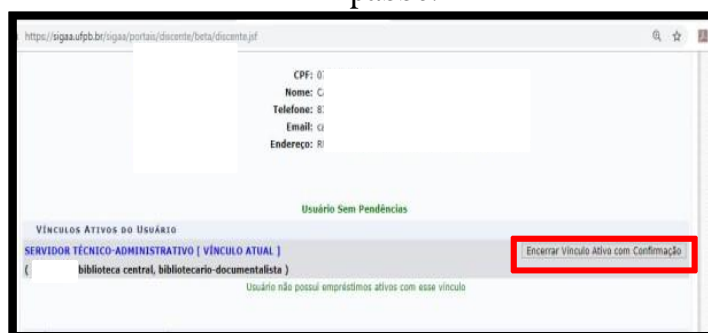 passo.
https://sigaa.ufpb.br/sigaa/portais/discente/beta/discente.jsf
CPF: 0
Nome: C
Telefone: 8
Email: cl
Endereço: R
Usuário Sem Pendências
VÍNCULOS ATIVOS DO USUÁRIO
SERVIDOR TÉCNICO-ADMINISTRATIVO [ VÍNCULO ATUAL ] Encerrar Vínculo Ativo com Confirmação
( biblioteca central, bibliotecario-documentalista )
Usuário não possui empréstimos ativos com esse vínculo